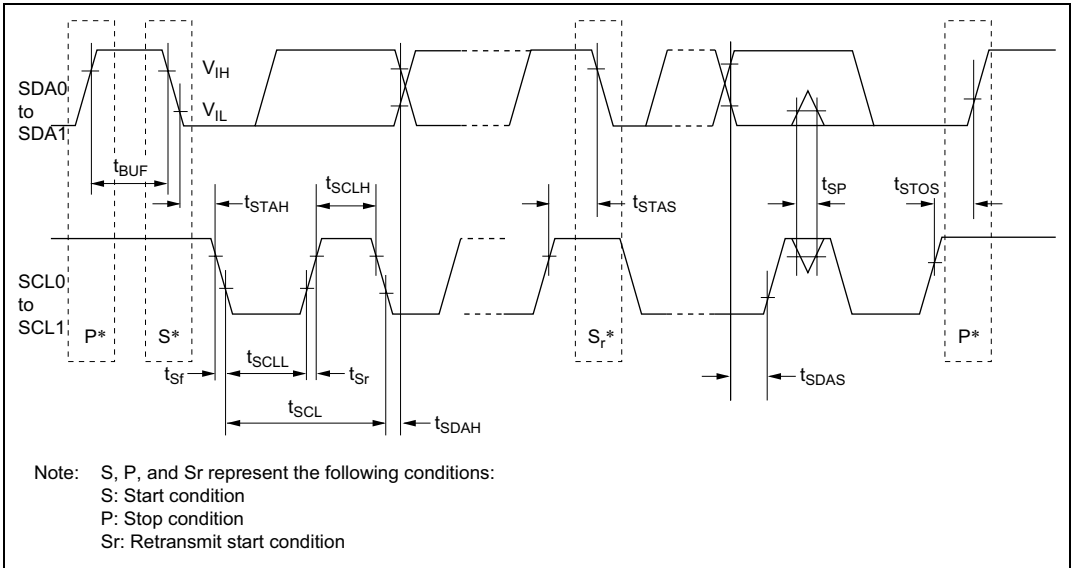 SDA0
to
SDA1
V_IH
V_IL
t_BUF
t_STAH
t_SCLH
t_STAS
t_SP
t_STOS
SCL0
to
SCL1
P*
S*
S_r*
P*
t_Sf
t_SCLL
t_Sr
t_SCL
t_SDAH
t_SDAS
Note: S, P, and Sr represent the following conditions:
S: Start condition
P: Stop condition
Sr: Retransmit start condition